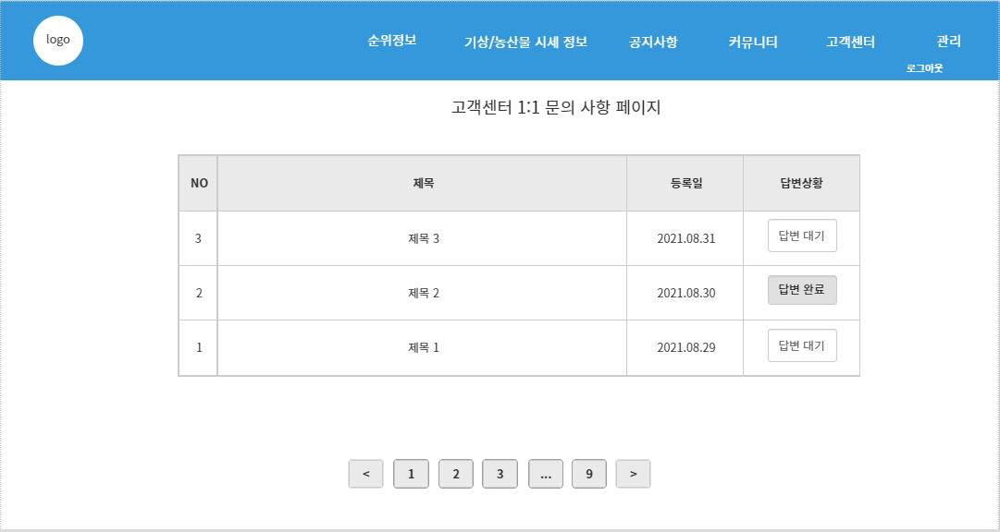 logo
순위정보 기상/농산물 시세 정보 공지사항 커뮤니티 고객센터 관리
로그아웃
고객센터 1:1 문의 사항 페이지
NO 제목 등록일 답변상황
3 제목 3 2021.08.31 답변 대기
2 제목 2 2021.08.30 답변 완료
1 제목 1 2021.08.29 답변 대기
< 1 2 3 ... 9 >